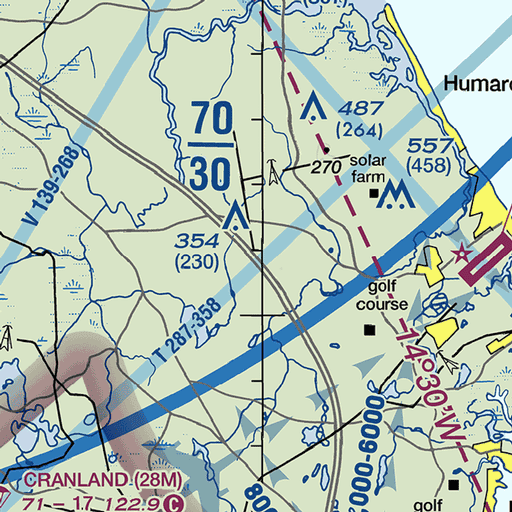 487
(264)
Humaro
70
30
557
(458)
270
solar
farm
V 139-268
354
(230)
golf
course
T 287-358
14°30'W
000-6000
800
CRANLAND (28M)
71 - 17 122.9 C
golf